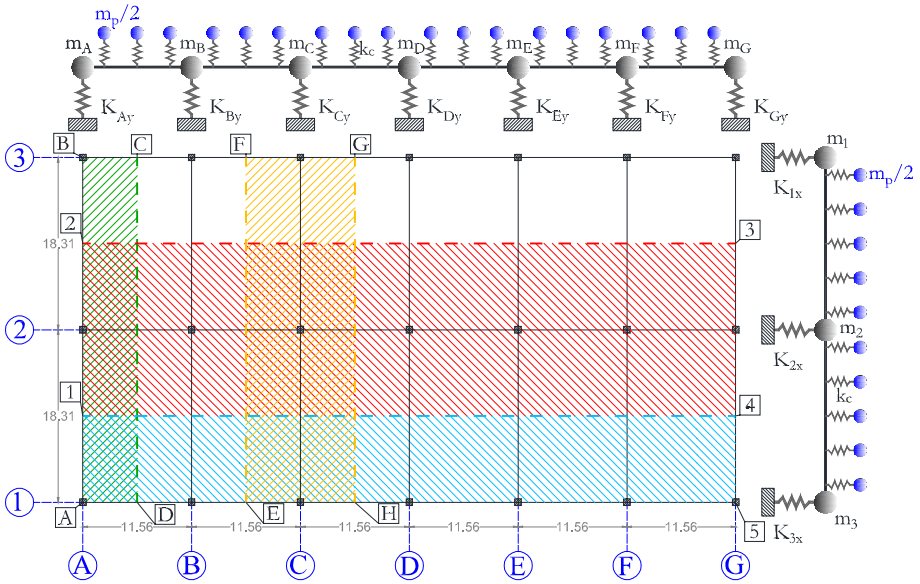 m_p/2
m_A m_B m_C k_c m_D m_E m_F m_G
K_Ay K_By K_Cy K_Dy K_Ey K_Fy K_Gy
B C F G m_1
3
K_1x m_p/2
2 3
18.31
2 m_2
K_2x
1 4 k_c
18.31
1 A D E H 5 K_3x m_3
11.56 11.56 11.56 11.56 11.56 11.56
A B C D E F G